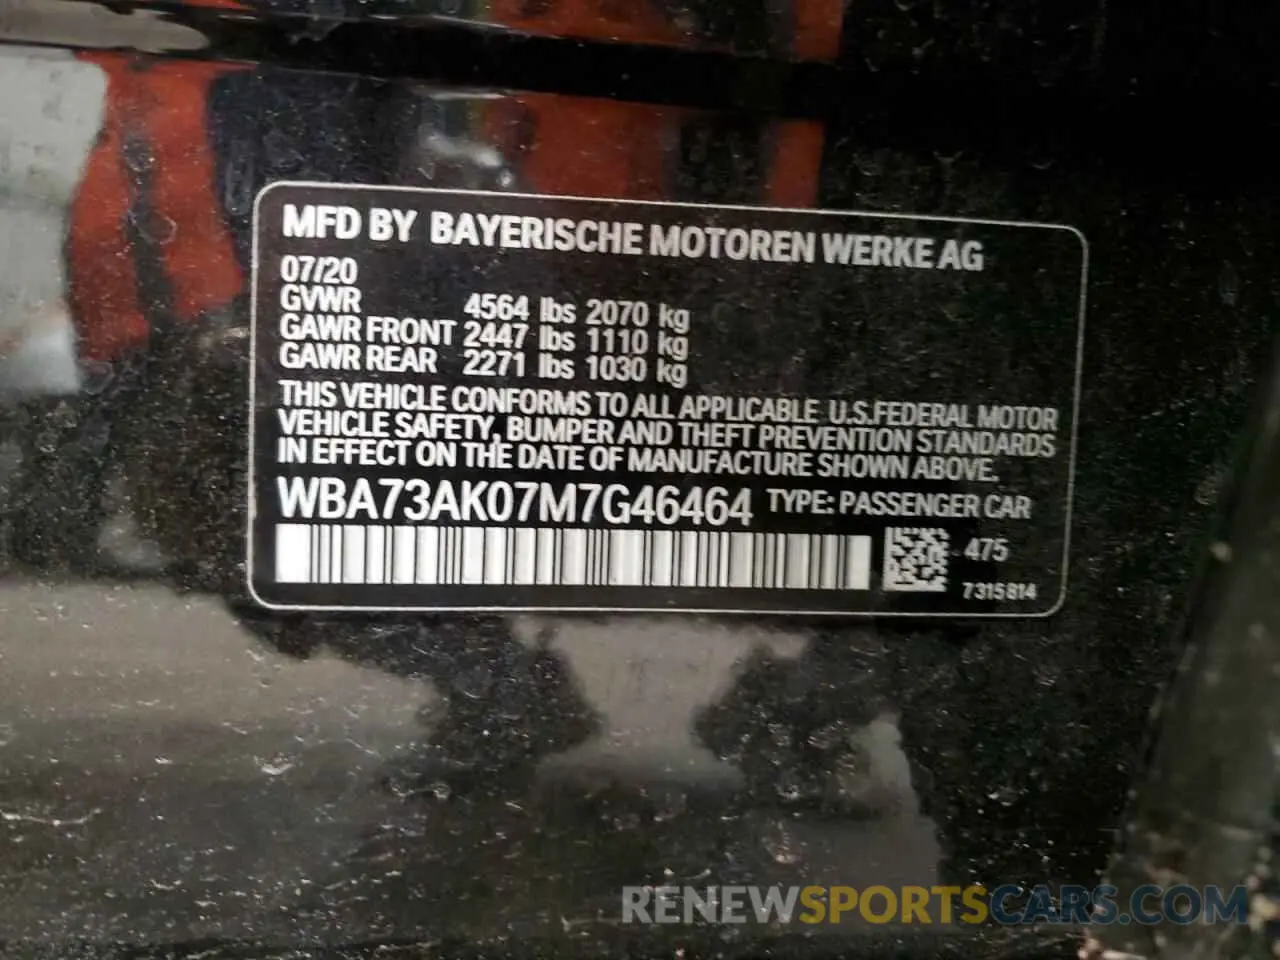 MFD BY BAYERISCHE MOTOREN WERKE AG
07/20
GVWR 4564 lbs 2070 kg
GAWR FRONT 2447 lbs 1110 kg
GAWR REAR 2271 lbs 1030 kg
THIS VEHICLE CONFORMS TO ALL APPLICABLE U.S.FEDERAL MOTOR
VEHICLE SAFETY, BUMPER AND THEFT PREVENTION STANDARDS
IN EFFECT ON THE DATE OF MANUFACTURE SHOWN ABOVE.
WBA73AK07M7G46464 TYPE: PASSENGER CAR
475
7315814
RENEWSPORTSCARS.COM